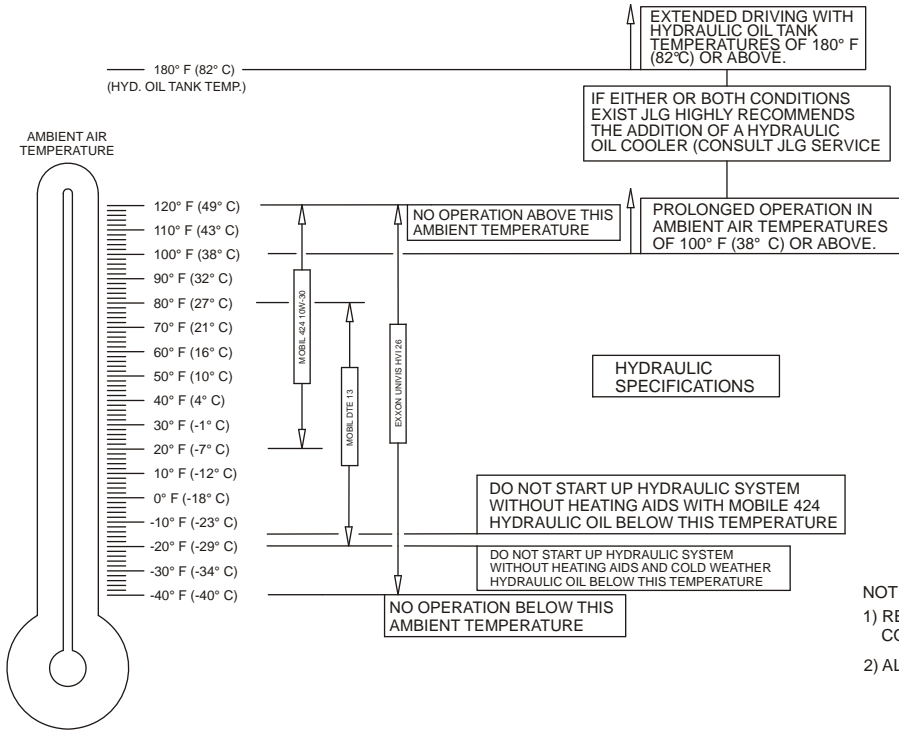 EXTENDED DRIVING WITH
HYDRAULIC OIL TANK
TEMPERATURES OF 180° F
(82°C) OR ABOVE.
180° F (82° C)
(HYD. OIL TANK TEMP.)
IF EITHER OR BOTH CONDITIONS
EXIST JLG HIGHLY RECOMMENDS
THE ADDITION OF A HYDRAULIC
OIL COOLER (CONSULT JLG SERVICE
AMBIENT AIR
TEMPERATURE
120° F (49° C)
110° F (43° C)
100° F (38° C)
90° F (32° C)
80° F (27° C)
70° F (21° C)
60° F (16° C)
50° F (10° C)
40° F (4° C)
30° F (-1° C)
20° F (-7° C)
10° F (-12° C)
0° F (-18° C)
-10° F (-23° C)
-20° F (-29° C)
-30° F (-34° C)
-40° F (-40° C)
MOBIL 424 10W-30
MOBIL DTE 13
EXXON UNIVIS HVI 26
NO OPERATION ABOVE THIS
AMBIENT TEMPERATURE
PROLONGED OPERATION IN
AMBIENT AIR TEMPERATURES
OF 100° F (38° C) OR ABOVE.
HYDRAULIC
SPECIFICATIONS
DO NOT START UP HYDRAULIC SYSTEM
WITHOUT HEATING AIDS WITH MOBILE 424
HYDRAULIC OIL BELOW THIS TEMPERATURE
DO NOT START UP HYDRAULIC SYSTEM
WITHOUT HEATING AIDS AND COLD WEATHER
HYDRAULIC OIL BELOW THIS TEMPERATURE
NO OPERATION BELOW THIS
AMBIENT TEMPERATURE
NOT
1) RE
CO
2) AL